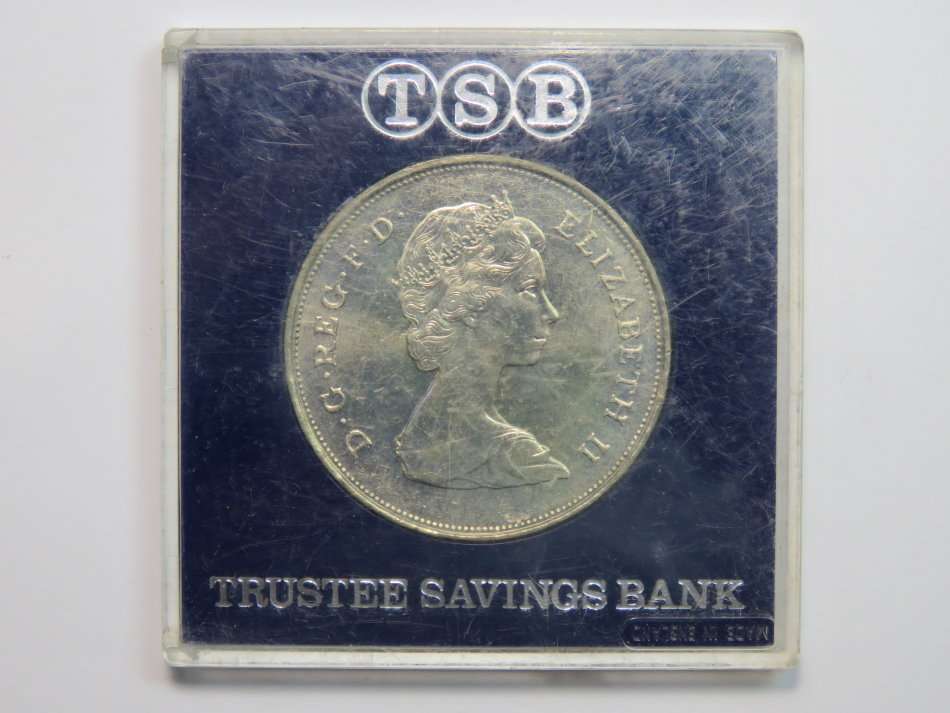 TSB
D·G·REG·F·D· ELIZABETH II
TRUSTEE SAVINGS BANK
MADE IN ENGLAND